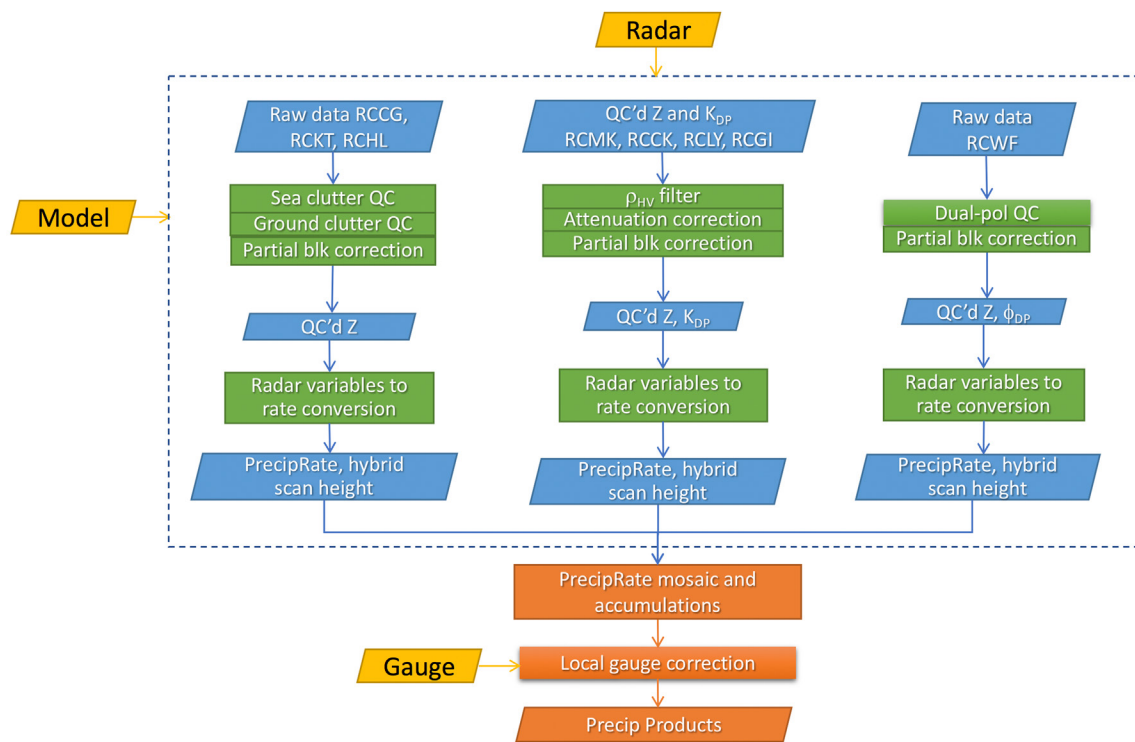 Radar
Model
Raw data RCCG,
RCKT, RCHL
Sea clutter QC
Ground clutter QC
Partial blk correction
QC'd Z
Radar variables to
rate conversion
PrecipRate, hybrid
scan height
QC'd Z and KDP
RCMK, RCCK, RCLY, RCGI
ρHV filter
Attenuation correction
Partial blk correction
QC'd Z, KDP
Radar variables to
rate conversion
PrecipRate, hybrid
scan height
Raw data
RCWF
Dual-pol QC
Partial blk correction
QC'd Z, ϕDP
Radar variables to
rate conversion
PrecipRate, hybrid
scan height
PrecipRate mosaic and
accumulations
Gauge
Local gauge correction
Precip Products